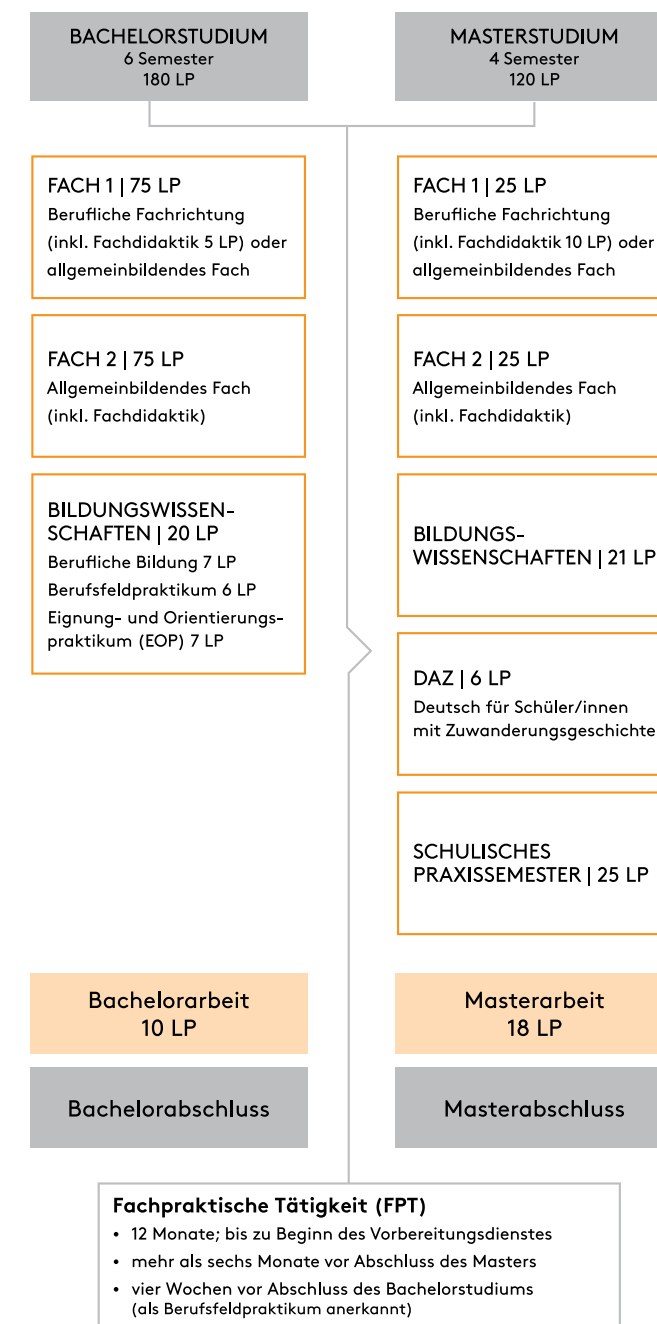 BACHELORSTUDIUM
6 Semester
180 LP
FACH 1 | 75 LP
Berufliche Fachrichtung
(inkl. Fachdidaktik 5 LP) oder
allgemeinbildendes Fach
FACH 2 | 75 LP
Allgemeinbildendes Fach
(inkl. Fachdidaktik)
BILDUNGSWISSEN-
SCHAFTEN | 20 LP
Berufliche Bildung 7 LP
Berufsfeldpraktikum 6 LP
Eignung- und Orientierungs-
praktikum (EOP) 7 LP
Bachelorarbeit
10 LP
Bachelorabschluss
MASTERSTUDIUM
4 Semester
120 LP
FACH 1 | 25 LP
Berufliche Fachrichtung
(inkl. Fachdidaktik 10 LP) oder
allgemeinbildendes Fach
FACH 2 | 25 LP
Allgemeinbildendes Fach
(inkl. Fachdidaktik)
BILDUNGS-
WISSENSCHAFTEN | 21 LP
DAZ | 6 LP
Deutsch für Schüler/innen
mit Zuwanderungsgeschichte
SCHULISCHES
PRAXISSEMESTER | 25 LP
Masterarbeit
18 LP
Masterabschluss
Fachpraktische Tätigkeit (FPT)
• 12 Monate; bis zu Beginn des Vorbereitungsdienstes
• mehr als sechs Monate vor Abschluss des Masters
• vier Wochen vor Abschluss des Bachelorstudiums
(als Berufsfeldpraktikum anerkannt)